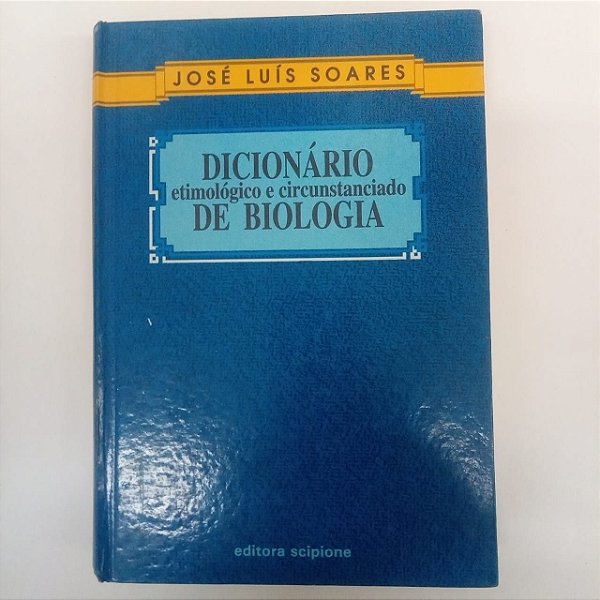 JOSÉ LUÍS SOARES
DICIONÁRIO
etimológico e circunstanciado
DE BIOLOGIA
editora scipione